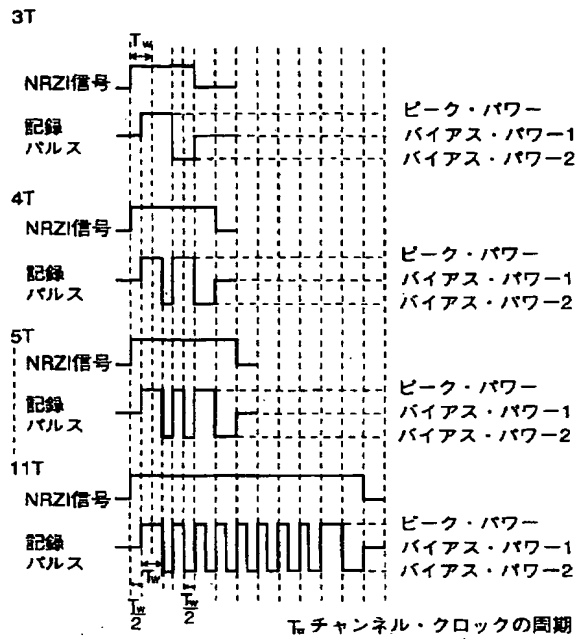 3T
Tw
NRZI信号
記録
パルス
ピーク・パワー
バイアス・パワー1
バイアス・パワー2
4T
NRZI信号
記録
パルス
ピーク・パワー
バイアス・パワー1
バイアス・パワー2
5T
NRZI信号
記録
パルス
ピーク・パワー
バイアス・パワー1
バイアス・パワー2
11T
NRZI信号
記録
パルス
ピーク・パワー
バイアス・パワー1
バイアス・パワー2
Tw
Tw/2
Tw/2
Tw チャンネル・クロックの周期